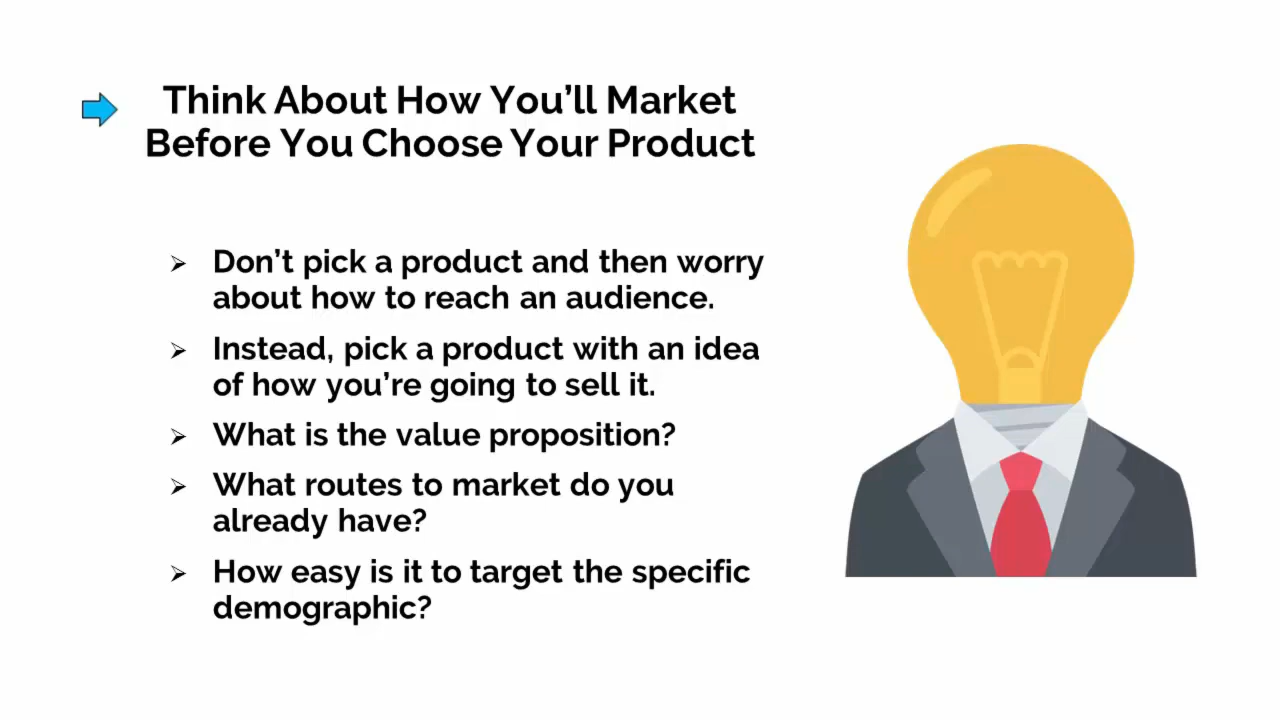 Think About How You’ll Market
Before You Choose Your Product
Don’t pick a product and then worry
about how to reach an audience.
Instead, pick a product with an idea
of how you’re going to sell it.
What is the value proposition?
What routes to market do you
already have?
How easy is it to target the specific
demographic?